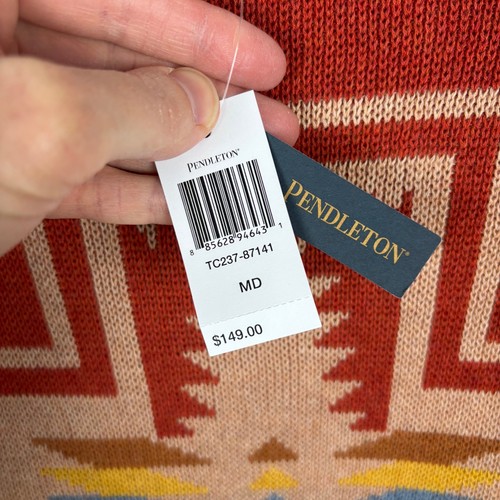 PENDLETON®
8 85628 94643 1
TC237-87141
MD
$149.00
PENDLETON®